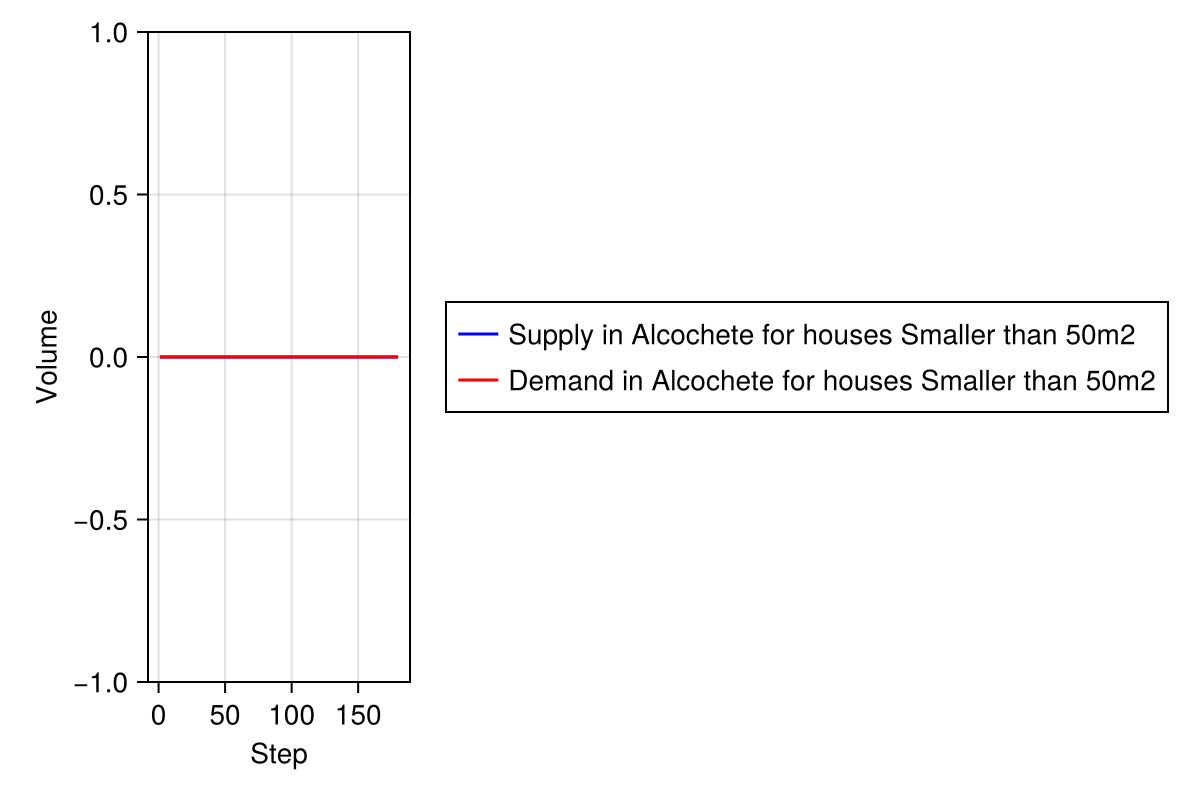 1.0
0.5
0.0
−0.5
−1.0
Volume
0 50 100 150
Step
Supply in Alcochete for houses Smaller than 50m2
Demand in Alcochete for houses Smaller than 50m2